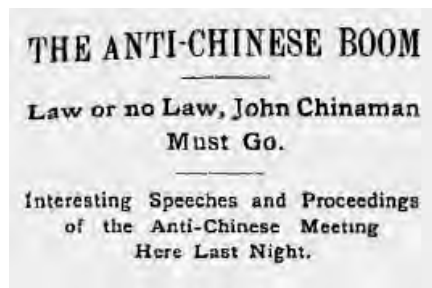 THE ANTI-CHINESE BOOM
Law or no Law, John Chinaman
Must Go.
Interesting Speeches and Proceedings
of the Anti-Chinese Meeting
Here Last Night.